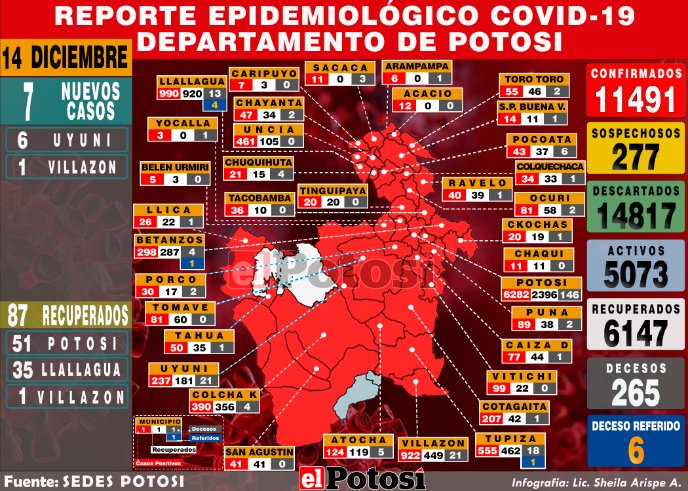 REPORTE EPIDEMIOLÓGICO COVID-19
DEPARTAMENTO DE POTOSI
14 DICIEMBRE
7 NUEVOS CASOS
6 UYUNI
1 VILLAZON
87 RECUPERADOS
51 POTOSI
35 LLALLAGUA
1 VILLAZON
LLALLAGUA
990 920 13
4
CARIPUYO
7 3 0
SACACA
11 0 3
ARAMPAMPA
6 0 1
ACACIO
12 0 0
TORO TORO
55 46 2
S.P. BUENA V.
14 11 1
CHAYANTA
47 34 2
YOCALLA
3 0 1
UNCIA
461 105 0
POCOATA
43 37 6
CHUQUIHUTA
21 15 4
COLQUECHACA
34 33 1
BELEN URMIRI
5 3 0
TINGUIPAYA
20 20 0
RAVELO
40 39 1
TACOBAMBA
36 10 0
OCURI
81 58 2
LLICA
26 22 1
CKOCHAS
20 19 1
BETANZOS
298 287 4
1
CHAQUI
11 11 0
PORCO
30 17 2
POTOSI
6282 2396 146
TOMAVE
81 60 0
PUNA
89 38 2
TAHUA
50 35 1
CAIZA D
77 44 1
UYUNI
237 181 21
VITICHI
99 22 0
COLCHA K
390 356 4
COTAGAITA
207 42 1
SAN AGUSTIN
41 41 0
ATOCHA
124 119 5
VILLAZON
922 449 21
TUPIZA
555 462 18
1
MUNICIPIO
1 1 1
1
Decesos
Referidos
Recuperados
Casos Positivos
elPotosí
elPotosí
CONFIRMADOS
11491
SOSPECHOSOS
277
DESCARTADOS
14817
ACTIVOS
5073
RECUPERADOS
6147
DECESOS
265
DECESO REFERIDO
6
Fuente: SEDES POTOSI
Infografía: Lic. Sheila Arispe A.